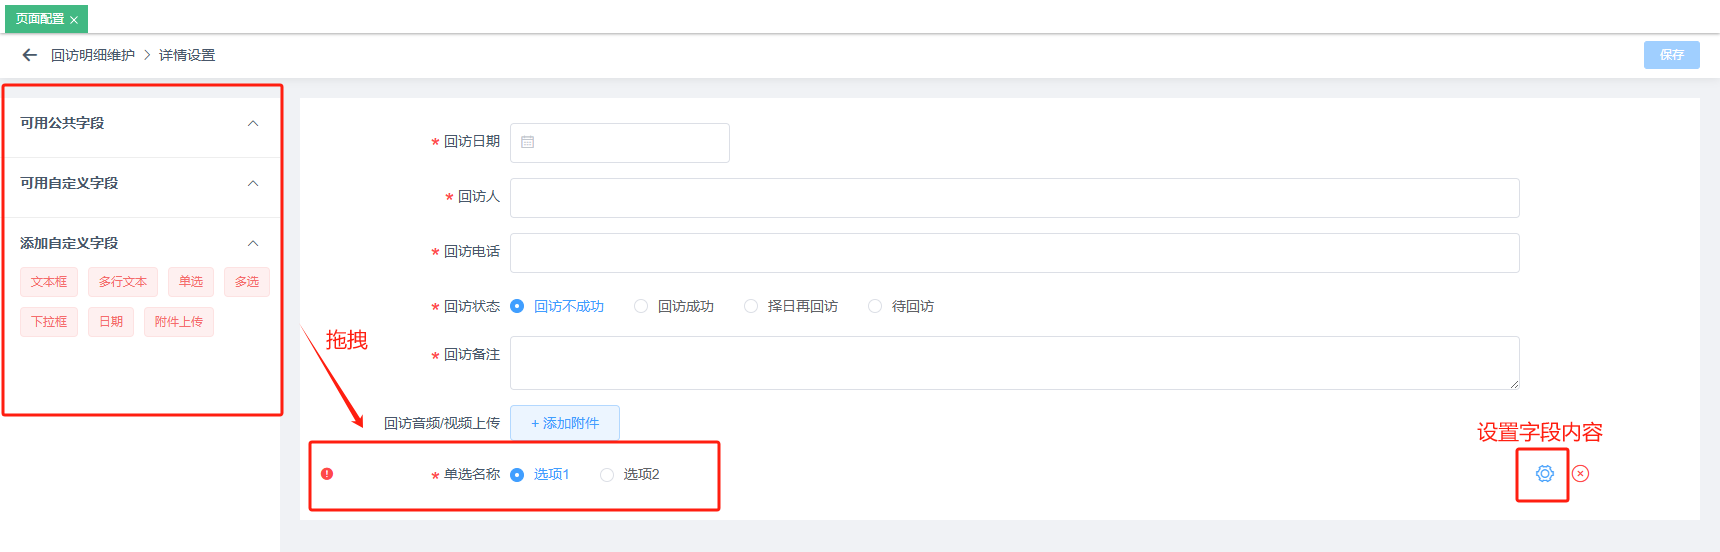 页面配置
回访明细维护 > 详情设置
保存
可用公共字段
可用自定义字段
添加自定义字段
文本框 多行文本 单选 多选
下拉框 日期 附件上传
* 回访日期
* 回访人
* 回访电话
* 回访状态 回访不成功 回访成功 择日再回访 待回访
拖拽
* 回访备注
回访音频/视频上传 + 添加附件
设置字段内容
* 单选名称 选项1 选项2